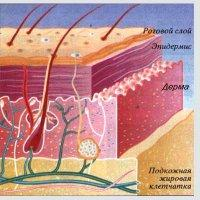 Роговой слой
Эпидермис
Дерма
Подкожная
жировая
клетчатка